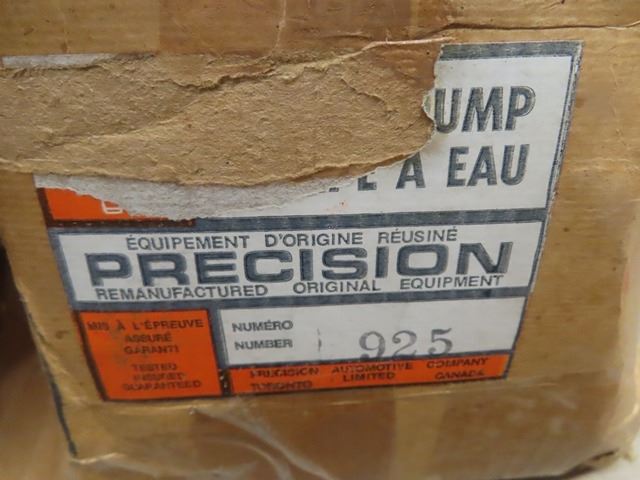 UMP
E À EAU
ÉQUIPEMENT D'ORIGINE RÉUSINÉ
PRECISION
REMANUFACTURED ORIGINAL EQUIPMENT
MIS À L'ÉPREUVE
ASSURÉ
GARANTI
TESTED
GUARANTEED
NUMÉRO
NUMBER 925
PRECISION AUTOMOTIVE COMPANY
TORONTO LIMITED CANADA